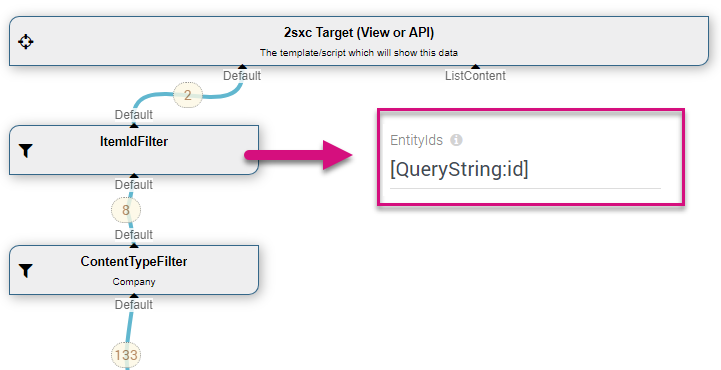 2sxc Target (View or API)
The template/script which will show this data
Default
ListContent
2
Default
ItemIdFilter
Default
EntityIds
[QueryString:id]
8
Default
ContentTypeFilter
Company
Default
133